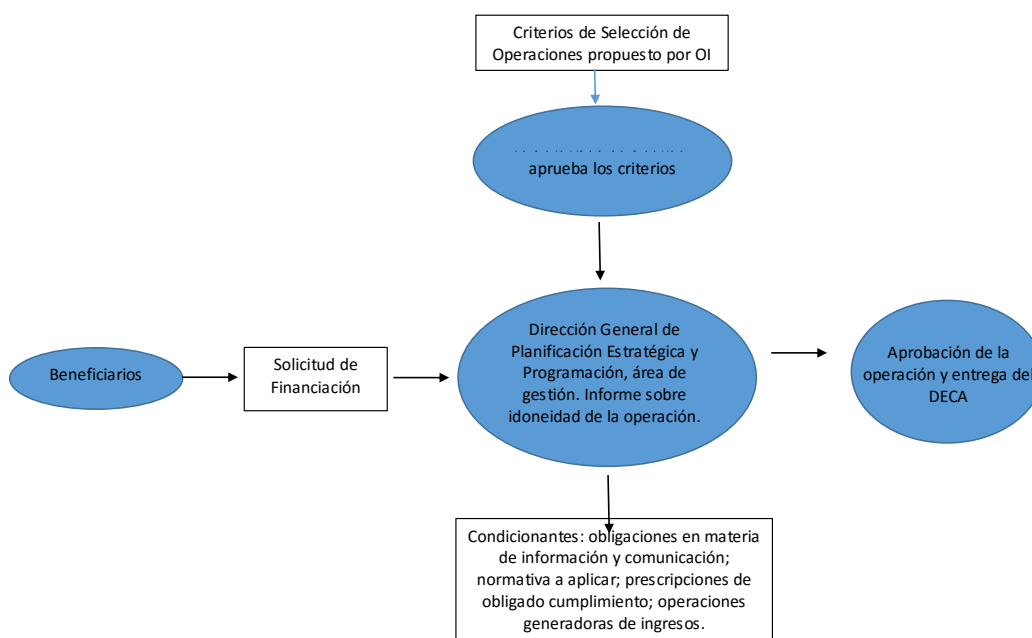 Criterios de Selección de
Operaciones propuesto por OI
aprueba los criterios
Beneficiarios
Solicitud de
Financiación
Dirección General de
Planificación Estratégica y
Programación, área de
gestión. Informe sobre
idoneidad de la operación.
Aprobación de la
operación y entrega del
DECA
Condicionantes: obligaciones en materia
de información y comunicación;
normativa a aplicar; prescripciones de
obligado cumplimiento; operaciones
generadoras de ingresos.